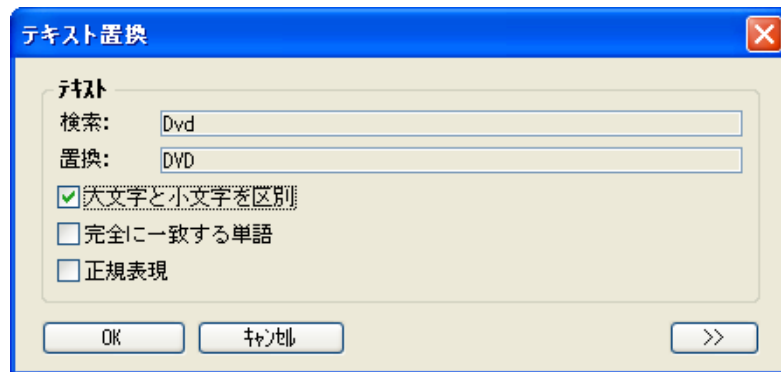 テキスト置換
テキスト
検索: Dvd
置換: DVD
大文字と小文字を区別
完全に一致する単語
正規表現
OK キャンセル >>